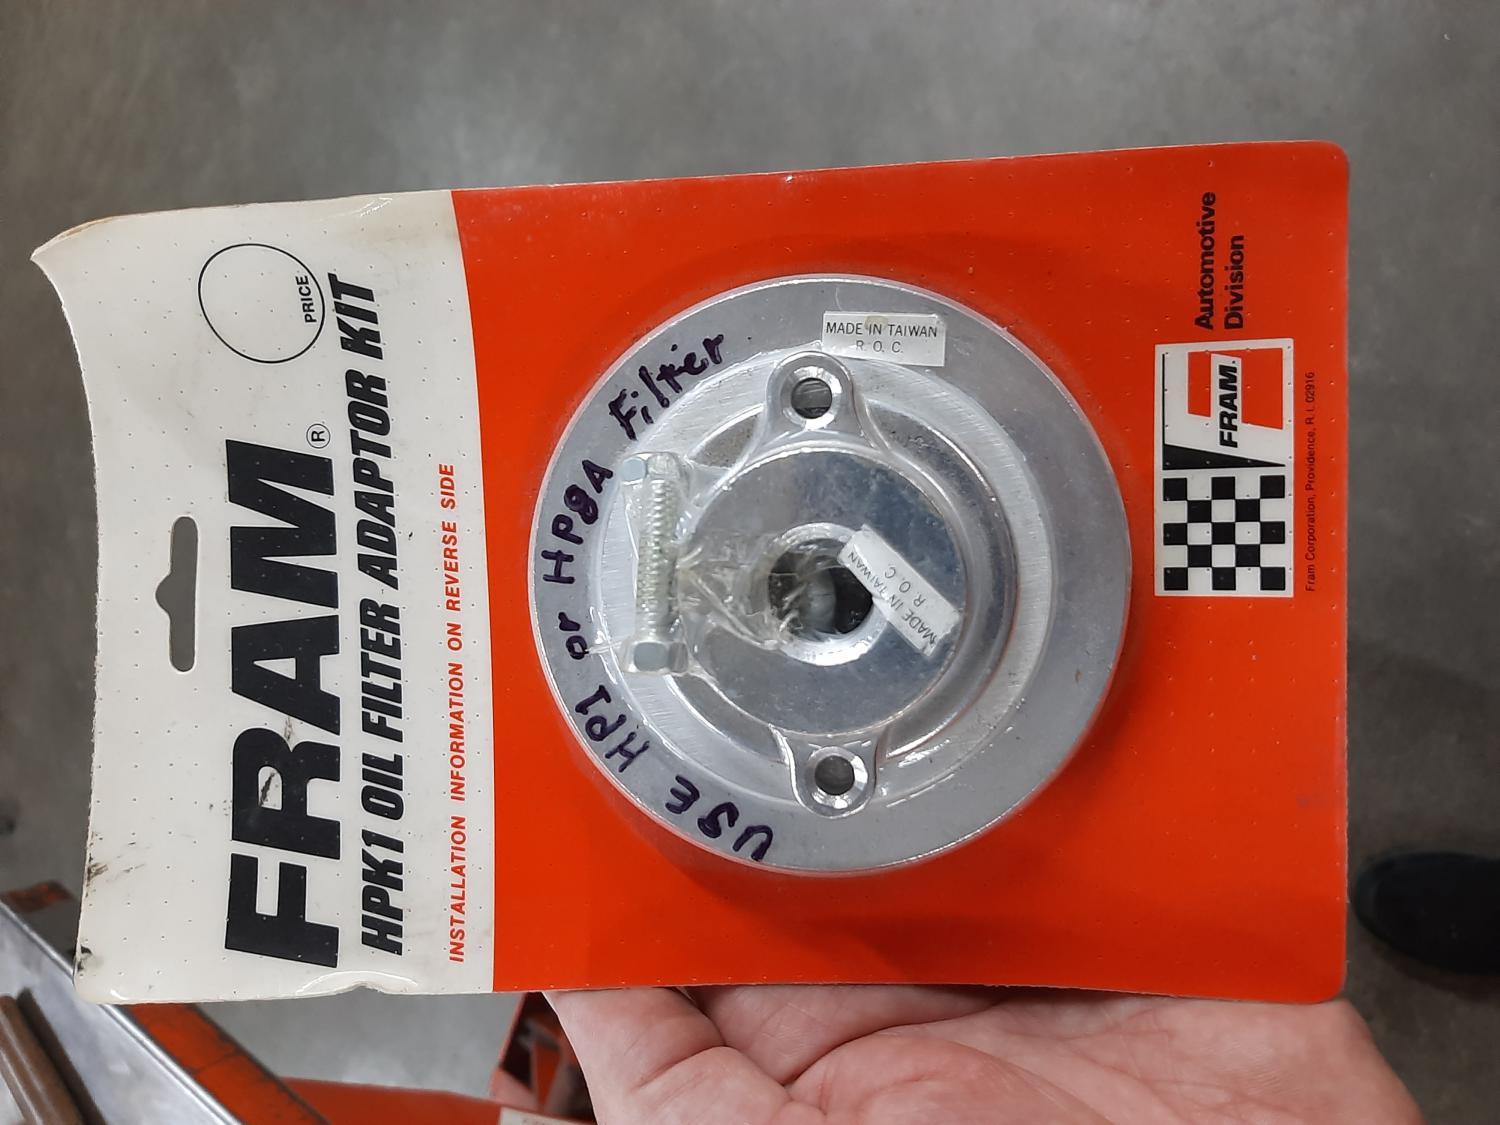 PRICE
FRAM®
HPK1 OIL FILTER ADAPTOR KIT
INSTALLATION INFORMATION ON REVERSE SIDE
USE HP1 or HP8A Filter
MADE IN TAIWAN
R. O. C.
MADE IN TAIWAN
R. O. C.
FRAM.
Automotive
Division
Fram Corporation, Providence, R. I. 02916